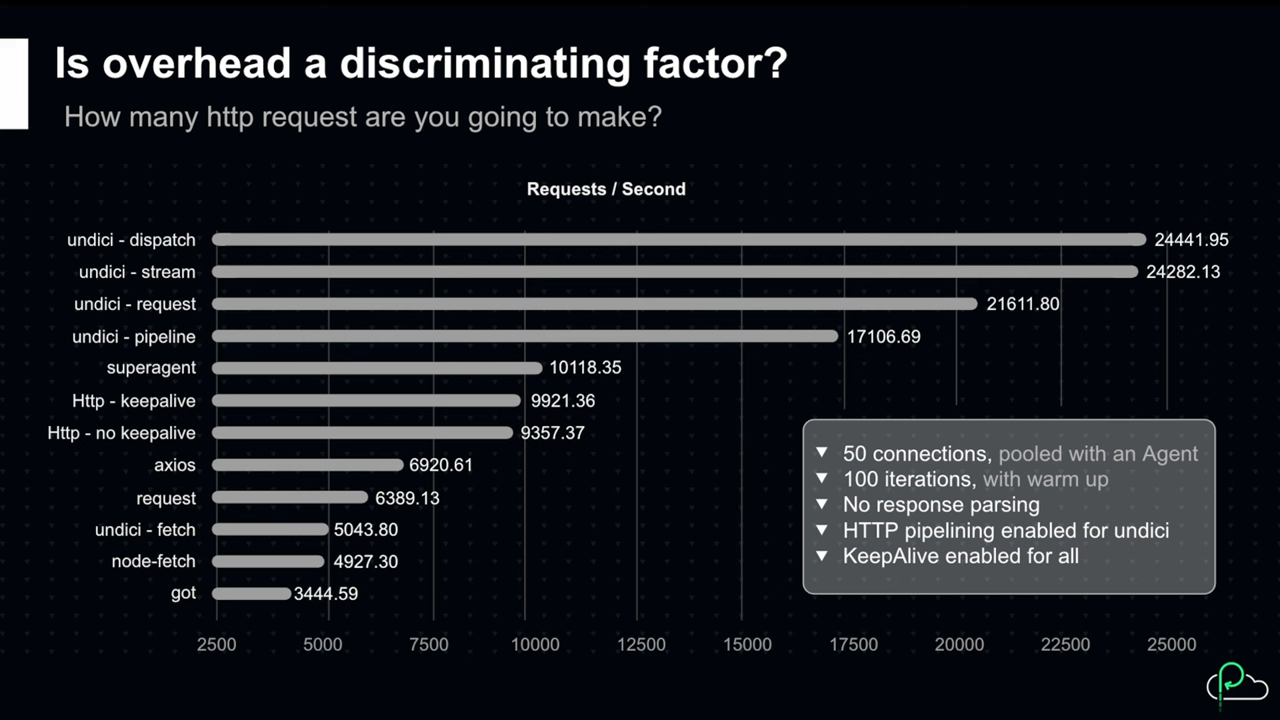 Is overhead a discriminating factor?
How many http request are you going to make?
Requests / Second
undici - dispatch 24441.95
undici - stream 24282.13
undici - request 21611.80
undici - pipeline 17106.69
superagent 10118.35
Http - keepalive 9921.36
Http - no keepalive 9357.37
axios 6920.61
request 6389.13
undici - fetch 5043.80
node-fetch 4927.30
got 3444.59
50 connections, pooled with an Agent
100 iterations, with warm up
No response parsing
HTTP pipelining enabled for undici
KeepAlive enabled for all
2500 5000 7500 10000 12500 15000 17500 20000 22500 25000